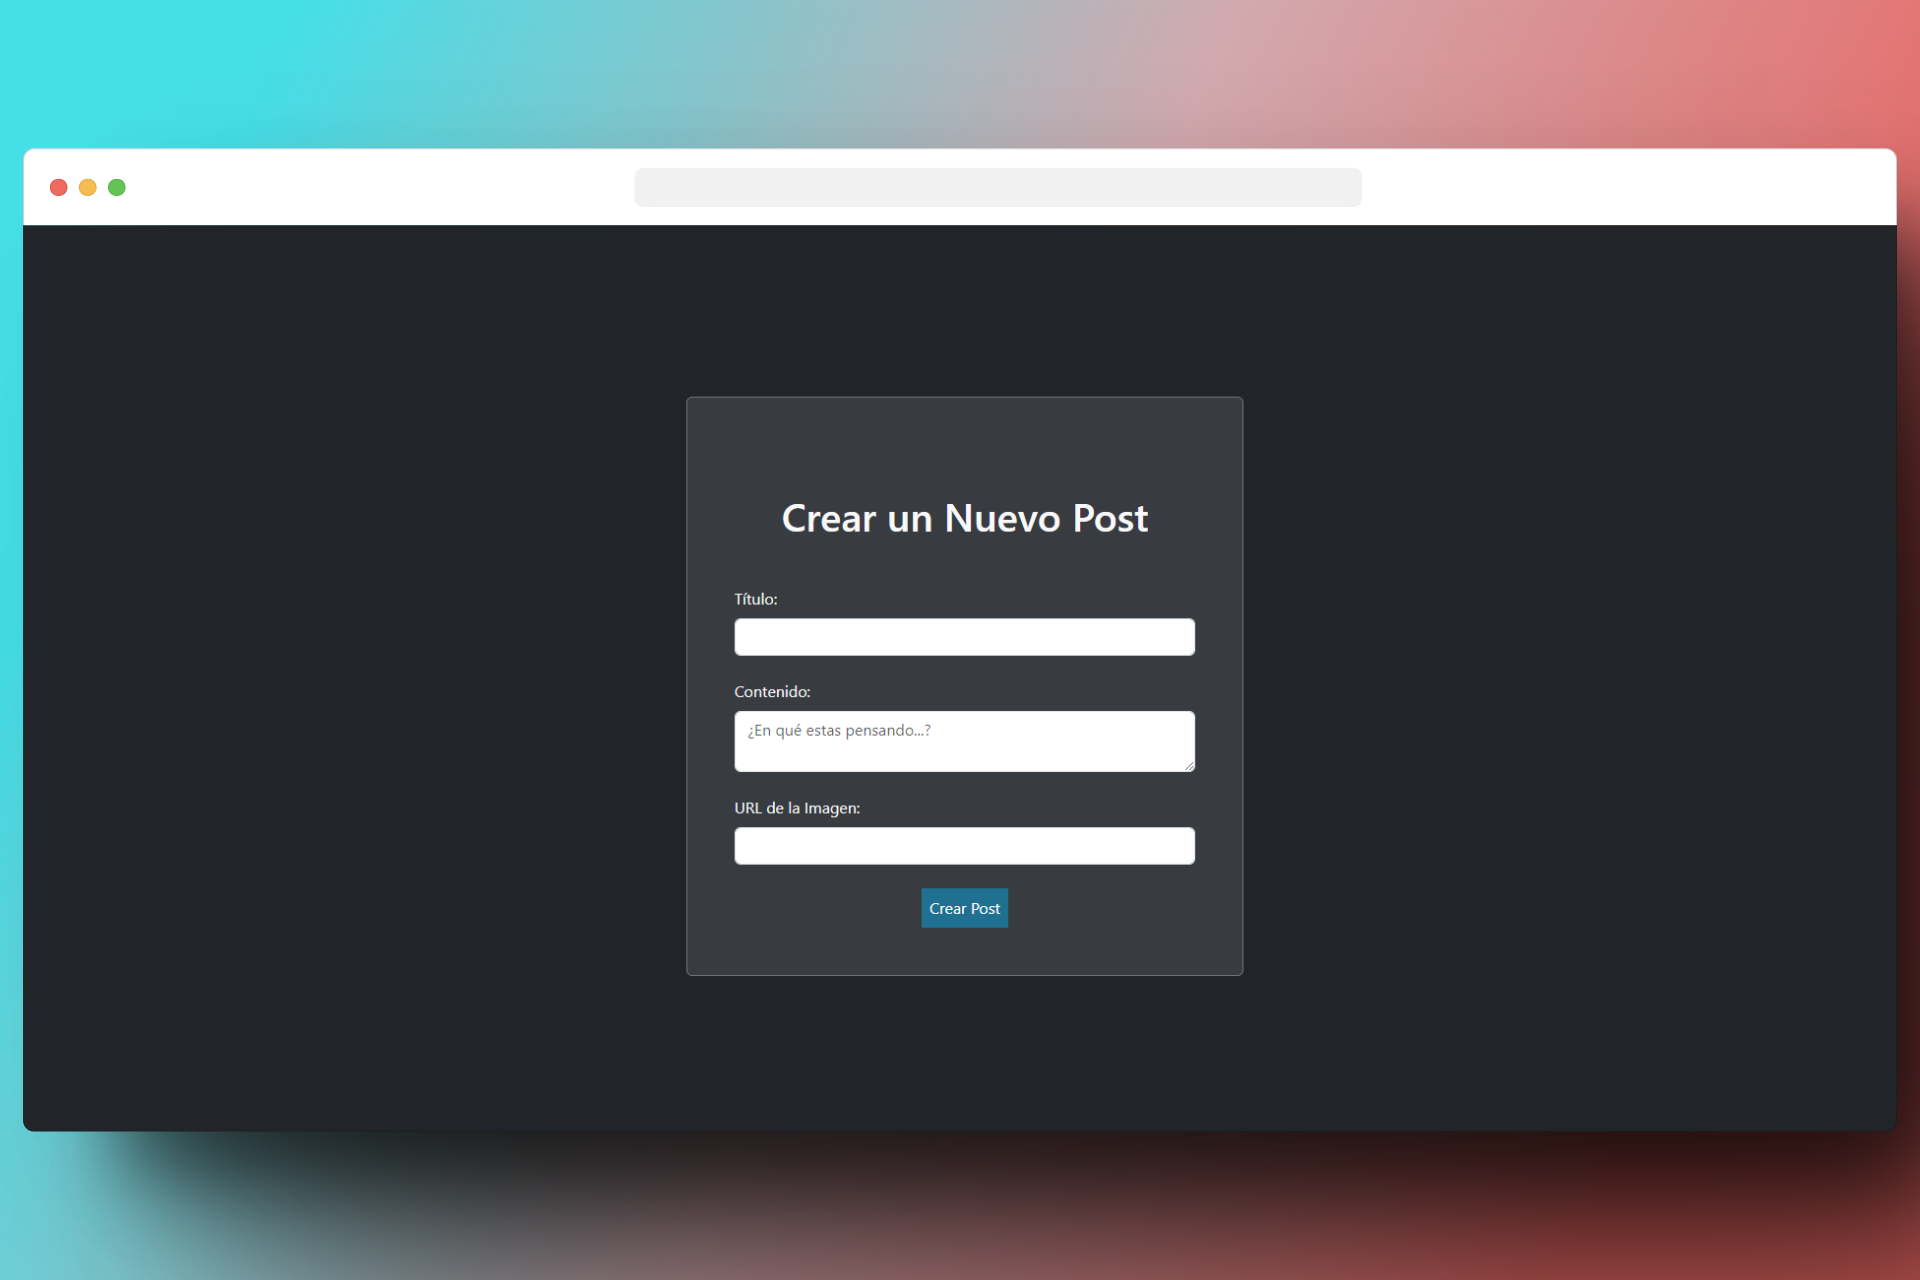 Crear un Nuevo Post
Título:
Contenido:
¿En qué estas pensando...?
URL de la Imagen:
Crear Post